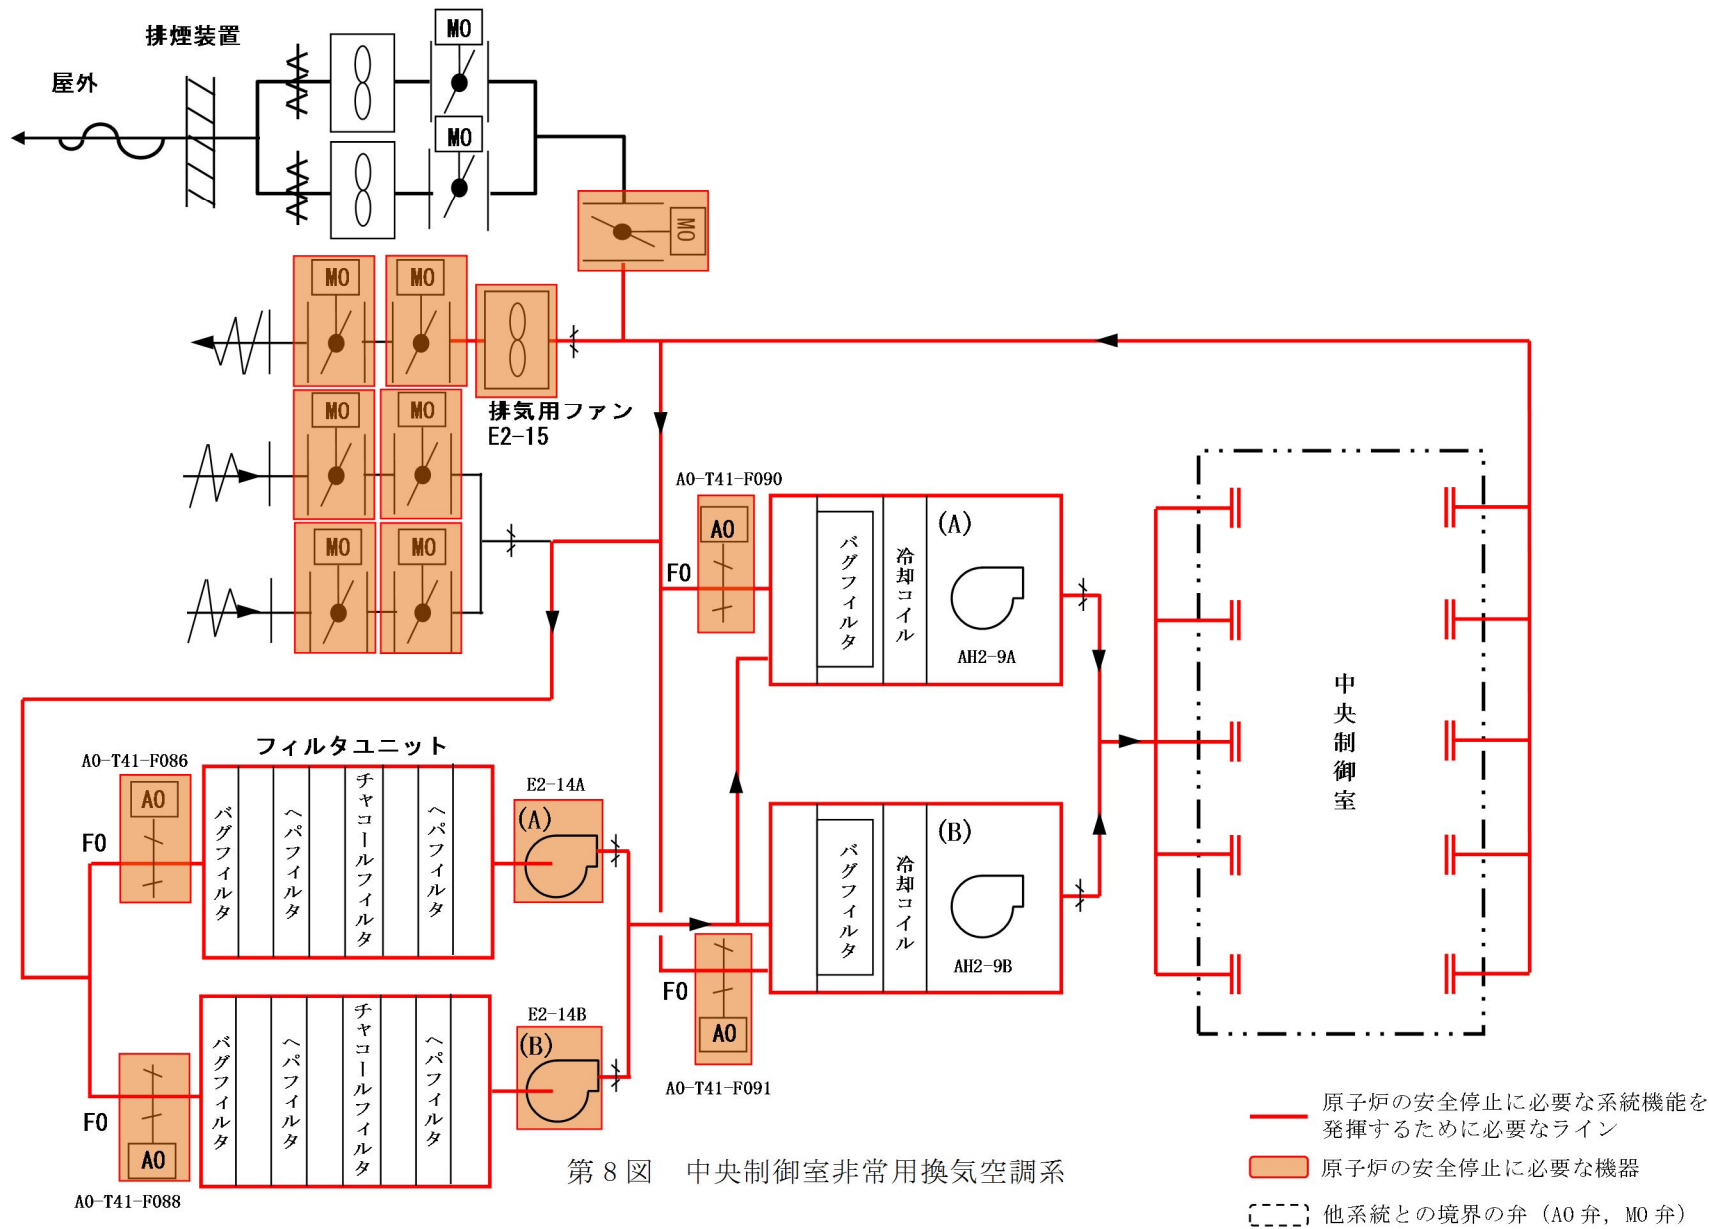 排煙装置
屋外
MO
MO
MO
MO
MO
排気用ファン
E2-15
MO
MO
MO
MO
AO-T41-F090
AO
FO
バグフィルタ
冷却コイル
(A)
AH2-9A
中央制御室
フィルタユニット
AO-T41-F086
AO
FO
バグフィルタ
ヘパフィルタ
チャコールフィルタ
ヘパフィルタ
E2-14A
(A)
バグフィルタ
冷却コイル
(B)
AH2-9B
FO
AO
AO-T41-F091
FO
AO
AO-T41-F088
バグフィルタ
ヘパフィルタ
チャコールフィルタ
ヘパフィルタ
E2-14B
(B)
第8図　中央制御室非常用換気空調系
原子炉の安全停止に必要な系統機能を
発揮するために必要なライン
原子炉の安全停止に必要な機器
他系統との境界の弁（AO弁，MO弁）